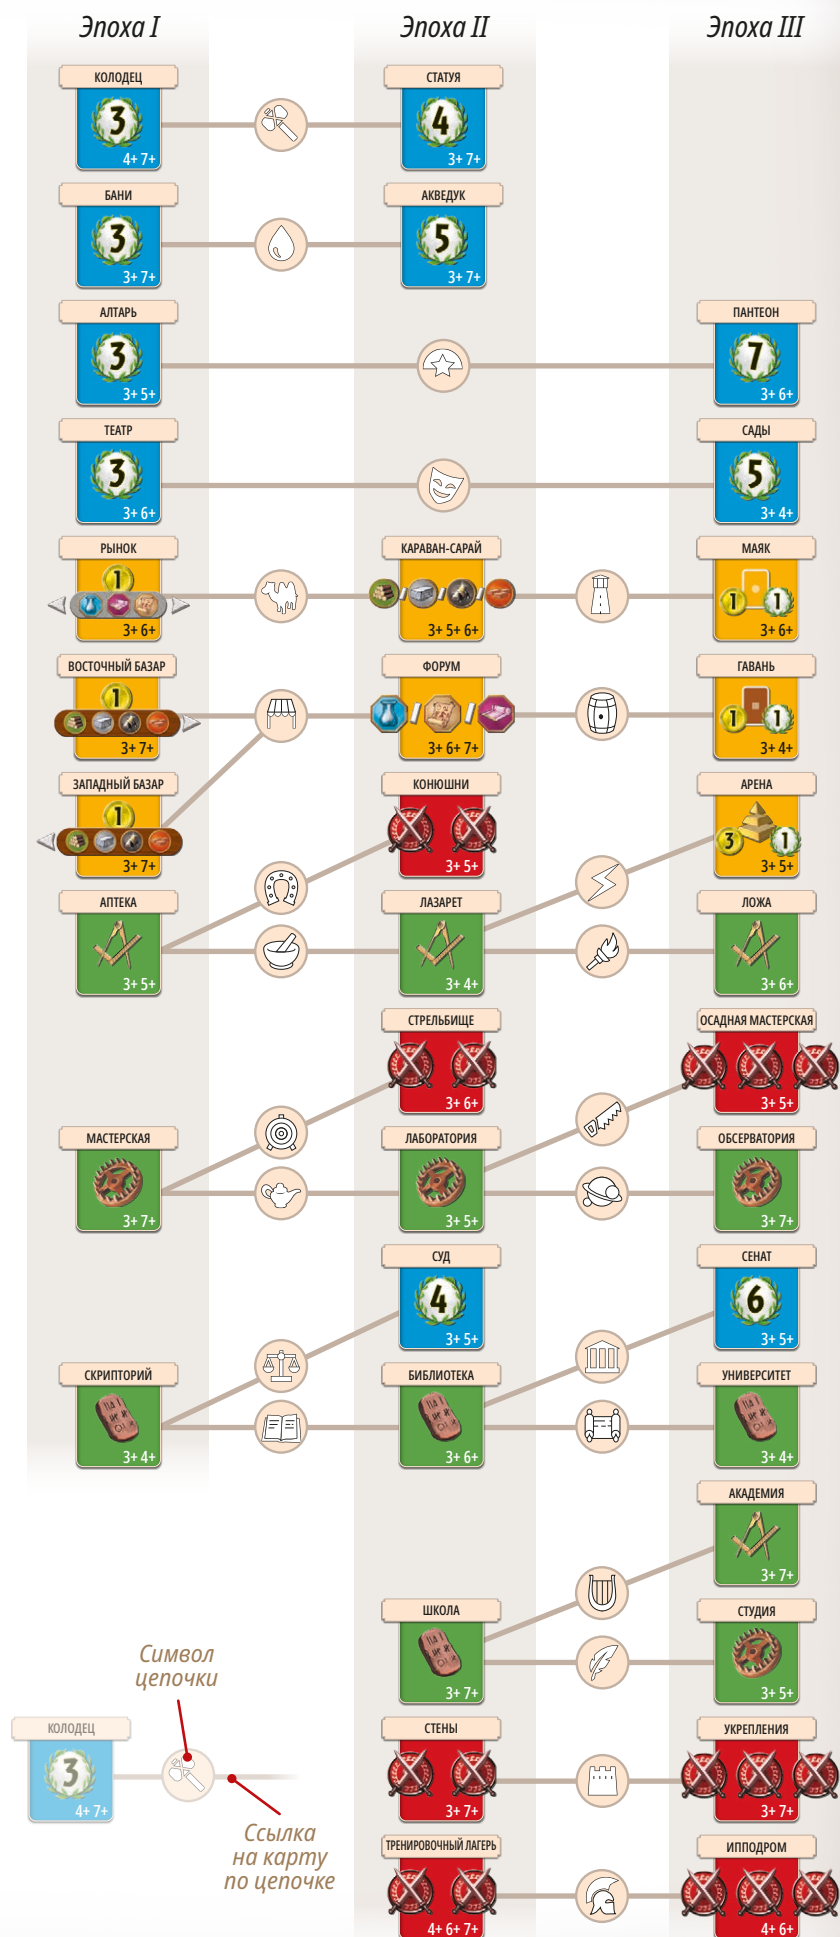 Эпоха I
Эпоха II
Эпоха III
КОЛОДЕЦ
3
4+ 7+
СТАТУЯ
4
3+ 7+
БАНИ
3
3+ 7+
АКВЕДУК
5
3+ 7+
АЛТАРЬ
3
3+ 5+
ПАНТЕОН
7
3+ 6+
ТЕАТР
3
3+ 6+
САДЫ
5
3+ 4+
РЫНОК
1
3+ 6+
КАРАВАН-САРАЙ
3+ 5+ 6+
МАЯК
1 1
3+ 6+
ВОСТОЧНЫЙ БАЗАР
1
3+ 7+
ФОРУМ
3+ 6+ 7+
ГАВАНЬ
1 1
3+ 4+
ЗАПАДНЫЙ БАЗАР
1
3+ 7+
КОНЮШНИ
3+ 5+
АРЕНА
3 1
3+ 5+
АПТЕКА
3+ 5+
ЛАЗАРЕТ
3+ 4+
ЛОЖА
3+ 6+
СТРЕЛЬБИЩЕ
3+ 6+
ОСАДНАЯ МАСТЕРСКАЯ
3+ 5+
МАСТЕРСКАЯ
3+ 7+
ЛАБОРАТОРИЯ
3+ 5+
ОБСЕРВАТОРИЯ
3+ 7+
СУД
4
3+ 5+
СЕНАТ
6
3+ 5+
СКРИПТОРИЙ
3+ 4+
БИБЛИОТЕКА
3+ 6+
УНИВЕРСИТЕТ
3+ 4+
АКАДЕМИЯ
3+ 7+
ШКОЛА
3+ 7+
СТУДИЯ
3+ 5+
СТЕНЫ
3+ 7+
УКРЕПЛЕНИЯ
3+ 7+
ТРЕНИРОВОЧНЫЙ ЛАГЕРЬ
4+ 6+ 7+
ИППОДРОМ
4+ 6+
Символ
цепочки
КОЛОДЕЦ
3
4+ 7+
Ссылка
на карту
по цепочке